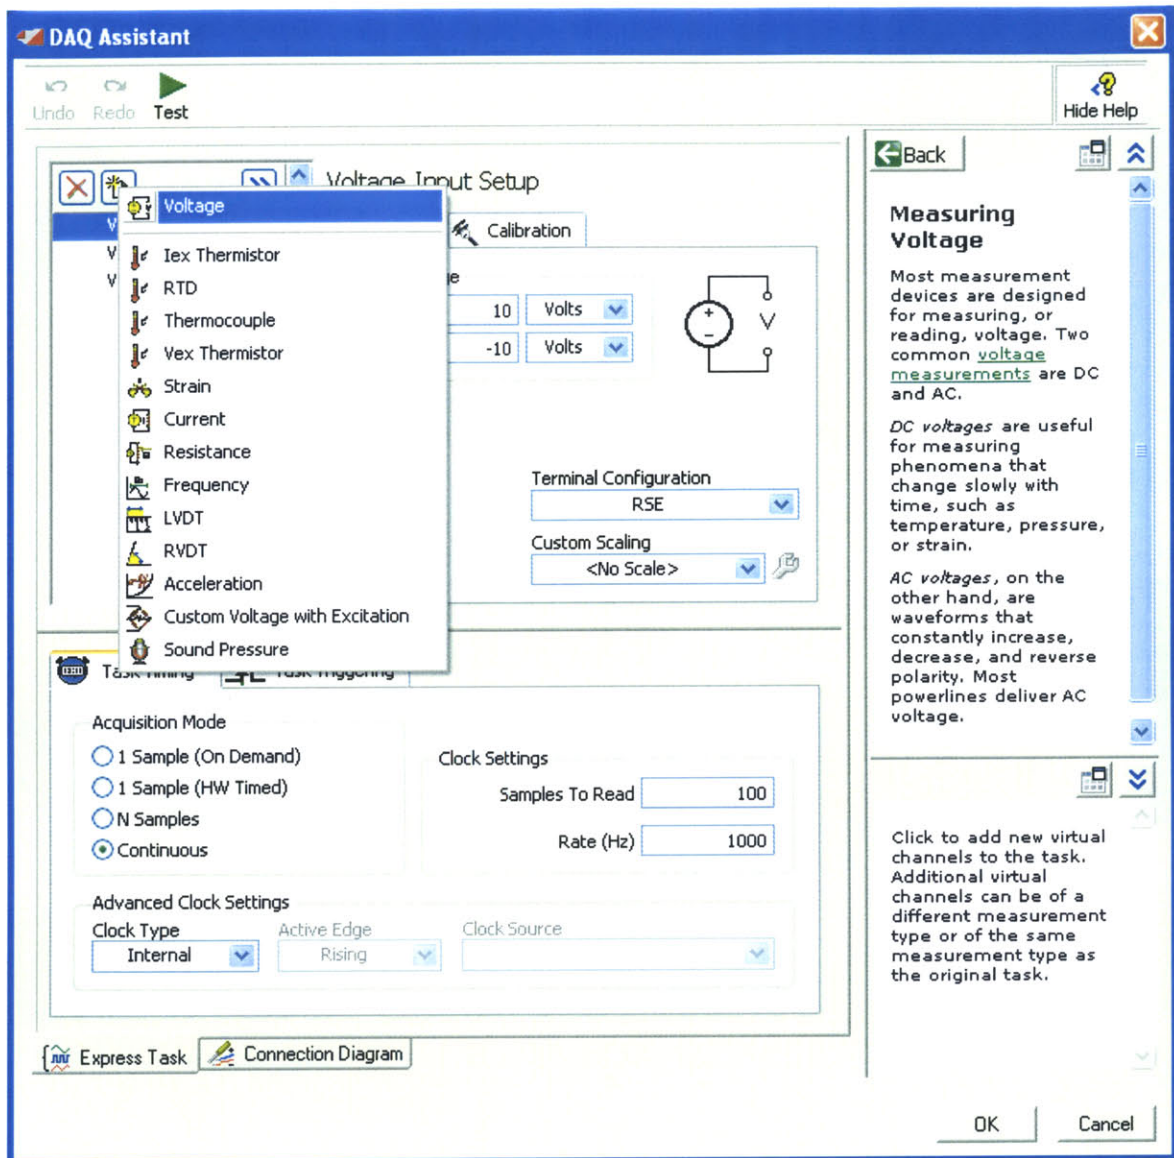 DAQ Assistant
Undo Redo Test
Hide Help
Voltage Input Setup
Voltage
Iex Thermistor
RTD
Thermocouple
Vex Thermistor
Strain
Current
Resistance
Frequency
LVDT
RVDT
Acceleration
Custom Voltage with Excitation
Sound Pressure
V
V
V
Calibration
ge
10 Volts
-10 Volts
V
Terminal Configuration
RSE
Custom Scaling
<No Scale>
Task Timing Task Triggering
Acquisition Mode
1 Sample (On Demand)
1 Sample (HW Timed)
N Samples
Continuous
Clock Settings
Samples To Read 100
Rate (Hz) 1000
Advanced Clock Settings
Clock Type Active Edge Clock Source
Internal Rising
Express Task Connection Diagram
Back
Measuring
Voltage
Most measurement
devices are designed
for measuring, or
reading, voltage. Two
common voltage
measurements are DC
and AC.
DC voltages are useful
for measuring
phenomena that
change slowly with
time, such as
temperature, pressure,
or strain.
AC voltages, on the
other hand, are
waveforms that
constantly increase,
decrease, and reverse
polarity. Most
powerlines deliver AC
voltage.
Click to add new virtual
channels to the task.
Additional virtual
channels can be of a
different measurement
type or of the same
measurement type as
the original task.
OK Cancel